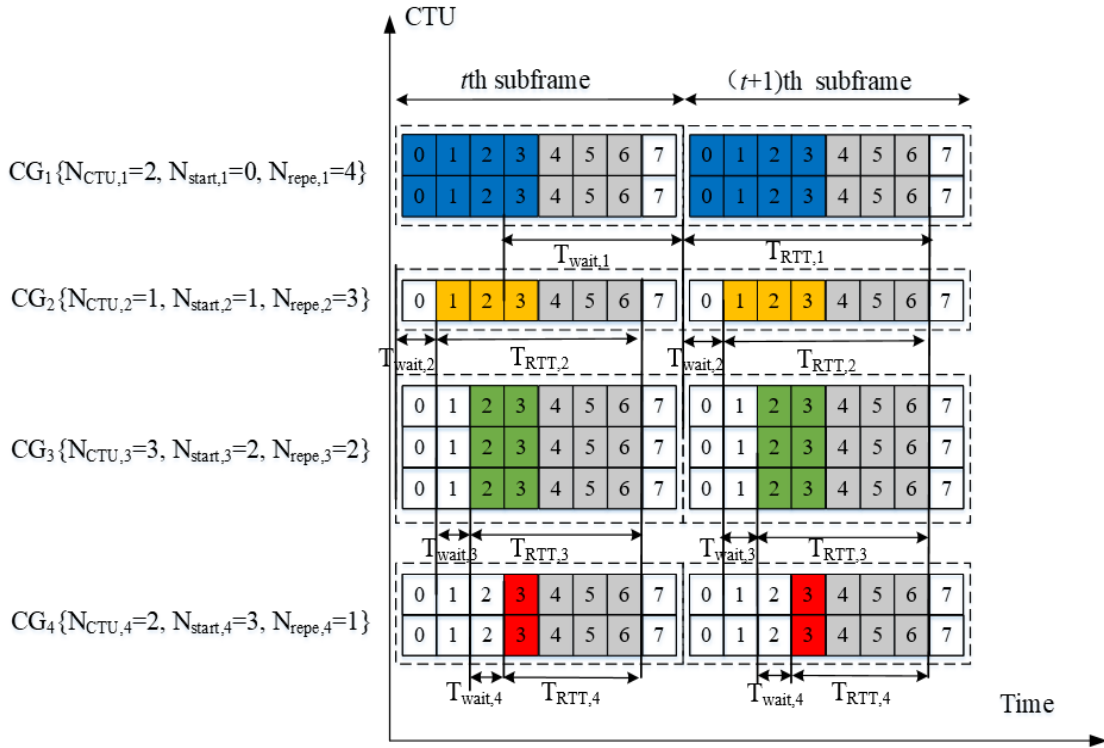 CTU
tth subframe
(t+1)th subframe
CG1{NCTU,1=2, Nstart,1=0, Nrepe,1=4}
0 1 2 3 4 5 6 7 0 1 2 3 4 5 6 7
0 1 2 3 4 5 6 7 0 1 2 3 4 5 6 7
Twait,1 TRTT,1
CG2{NCTU,2=1, Nstart,2=1, Nrepe,2=3}
0 1 2 3 4 5 6 7 0 1 2 3 4 5 6 7
Twait,2 TRTT,2 Twait,2 TRTT,2
0 1 2 3 4 5 6 7 0 1 2 3 4 5 6 7
CG3{NCTU,3=3, Nstart,3=2, Nrepe,3=2}
0 1 2 3 4 5 6 7 0 1 2 3 4 5 6 7
0 1 2 3 4 5 6 7 0 1 2 3 4 5 6 7
Twait,3 TRTT,3 Twait,3 TRTT,3
0 1 2 3 4 5 6 7 0 1 2 3 4 5 6 7
CG4{NCTU,4=2, Nstart,4=3, Nrepe,4=1}
0 1 2 3 4 5 6 7 0 1 2 3 4 5 6 7
Twait,4 TRTT,4 Twait,4 TRTT,4
Time